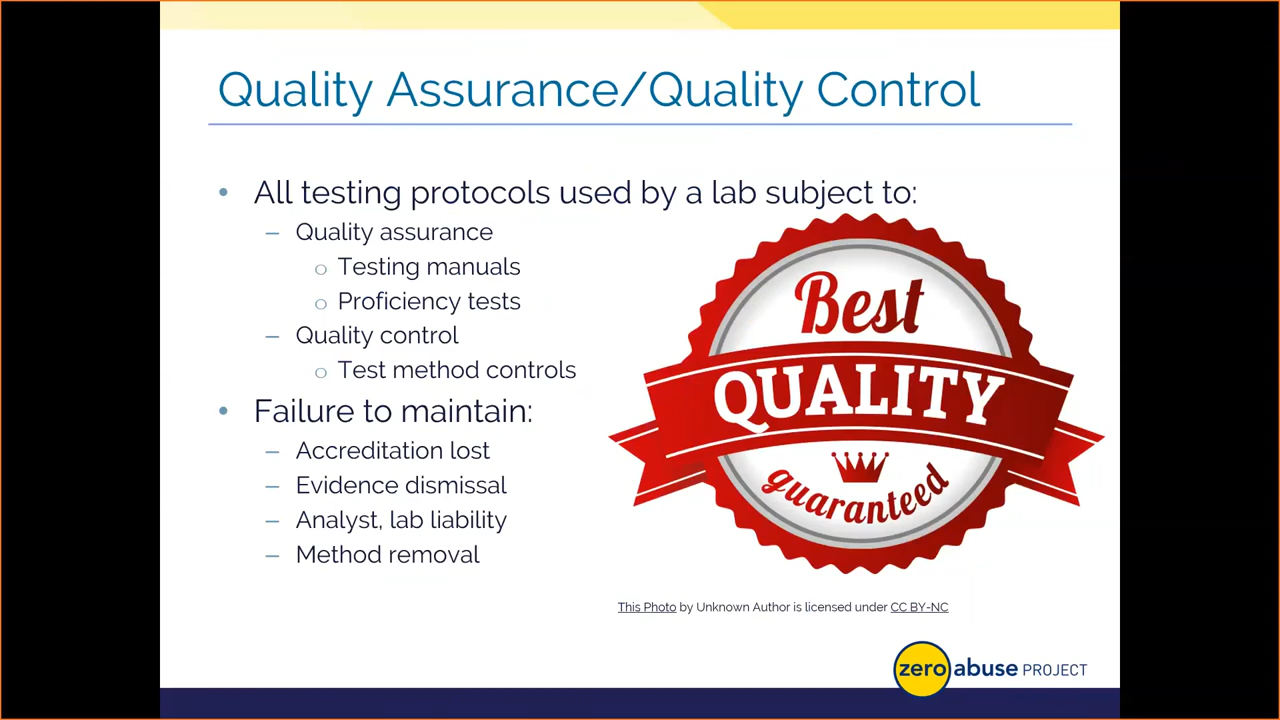 Quality Assurance/Quality Control
• All testing protocols used by a lab subject to:
– Quality assurance
o Testing manuals
o Proficiency tests
– Quality control
o Test method controls
• Failure to maintain:
– Accreditation lost
– Evidence dismissal
– Analyst, lab liability
– Method removal
Best
QUALITY
guaranteed
This Photo by Unknown Author is licensed under CC BY-NC
zero abuse PROJECT